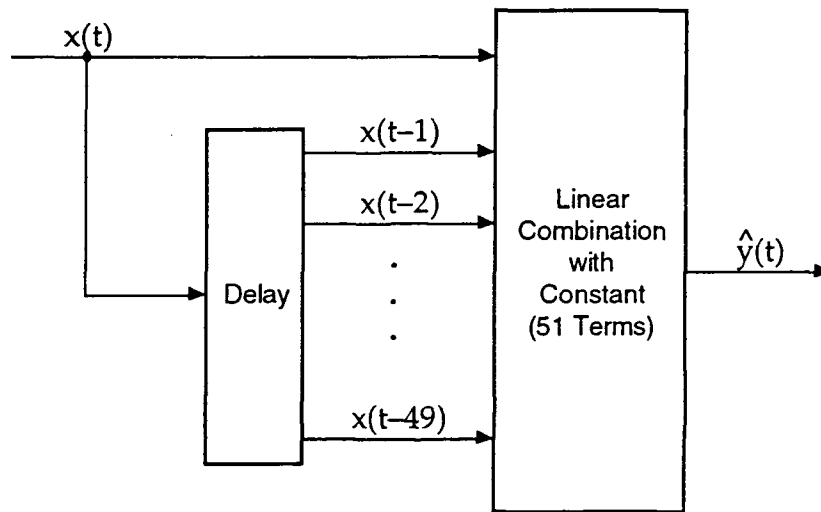 x(t)
x(t–1)
x(t–2)
Delay
x(t–49)
Linear
Combination
with
Constant
(51 Terms)
ŷ(t)